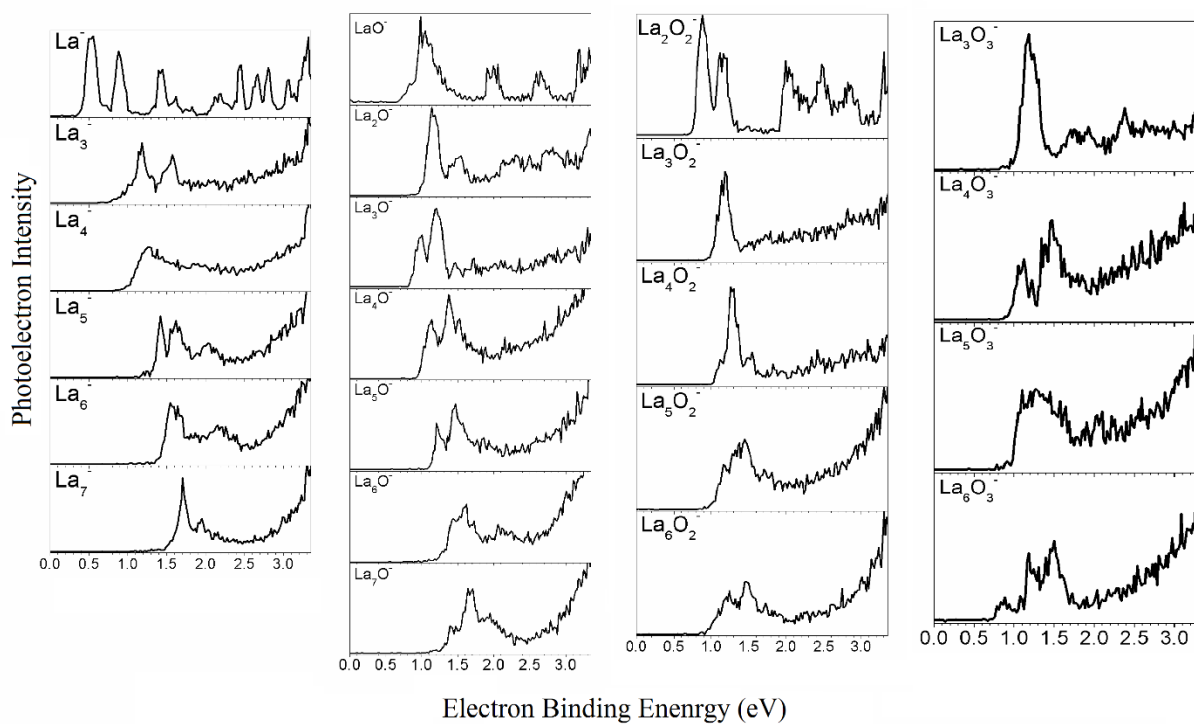 Photoelectron Intensity
La⁻
La₃⁻
La₄⁻
La₅⁻
La₆⁻
La₇⁻
0.0 0.5 1.0 1.5 2.0 2.5 3.0
LaO⁻
La₂O⁻
La₃O⁻
La₄O⁻
La₅O⁻
La₆O⁻
La₇O⁻
0.0 0.5 1.0 1.5 2.0 2.5 3.0
La₂O₂⁻
La₃O₂⁻
La₄O₂⁻
La₅O₂⁻
La₆O₂⁻
0.0 0.5 1.0 1.5 2.0 2.5 3.0
La₃O₃⁻
La₄O₃⁻
La₅O₃⁻
La₆O₃⁻
0.0 0.5 1.0 1.5 2.0 2.5 3.0
Electron Binding Enenrgy (eV)